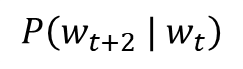 P(w_{t+2} | w_t)